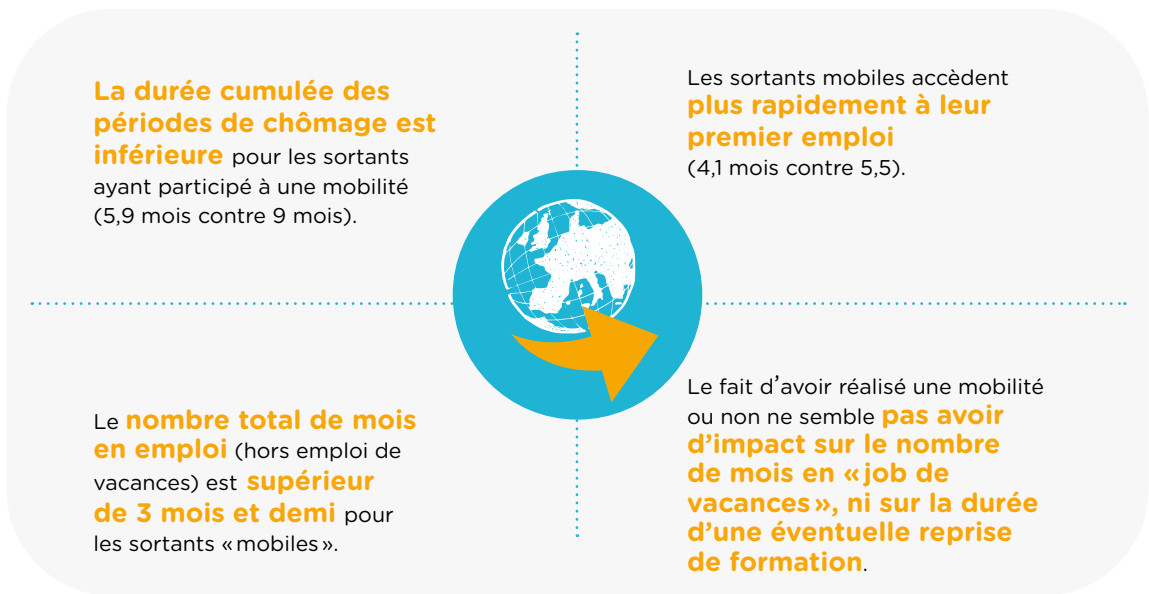 La durée cumulée des
périodes de chômage est
inférieure pour les sortants
ayant participé à une mobilité
(5,9 mois contre 9 mois).
Les sortants mobiles accèdent
plus rapidement à leur
premier emploi
(4,1 mois contre 5,5).
Le nombre total de mois
en emploi (hors emploi de
vacances) est supérieur
de 3 mois et demi pour
les sortants « mobiles ».
Le fait d’avoir réalisé une mobilité
ou non ne semble pas avoir
d’impact sur le nombre
de mois en « job de
vacances », ni sur la durée
d’une éventuelle reprise
de formation.